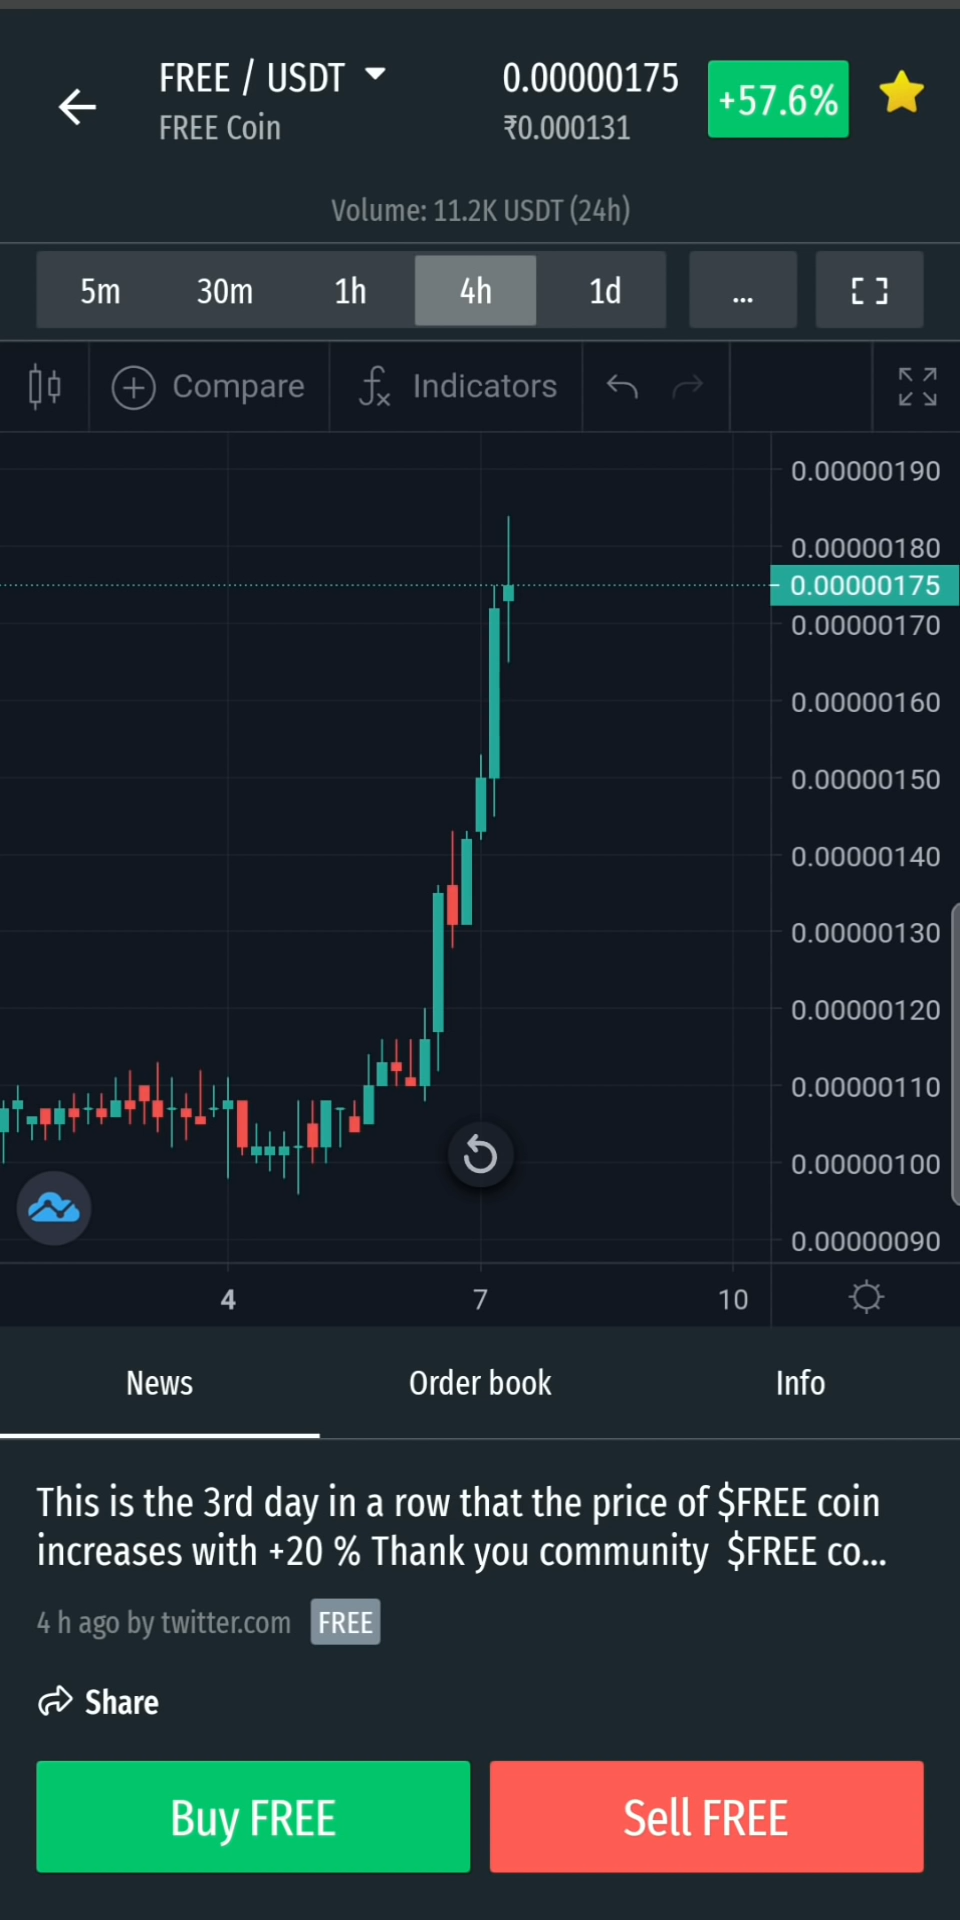 FREE / USDT
FREE Coin
0.00000175
₹0.000131
+57.6%
Volume: 11.2K USDT (24h)
5m 30m 1h 4h 1d ...
Compare Indicators
0.00000190
0.00000180
0.00000175
0.00000170
0.00000160
0.00000150
0.00000140
0.00000130
0.00000120
0.00000110
0.00000100
0.00000090
4 7 10
News Order book Info
This is the 3rd day in a row that the price of $FREE coin
increases with +20 % Thank you community $FREE co...
4 h ago by twitter.com FREE
Share
Buy FREE Sell FREE